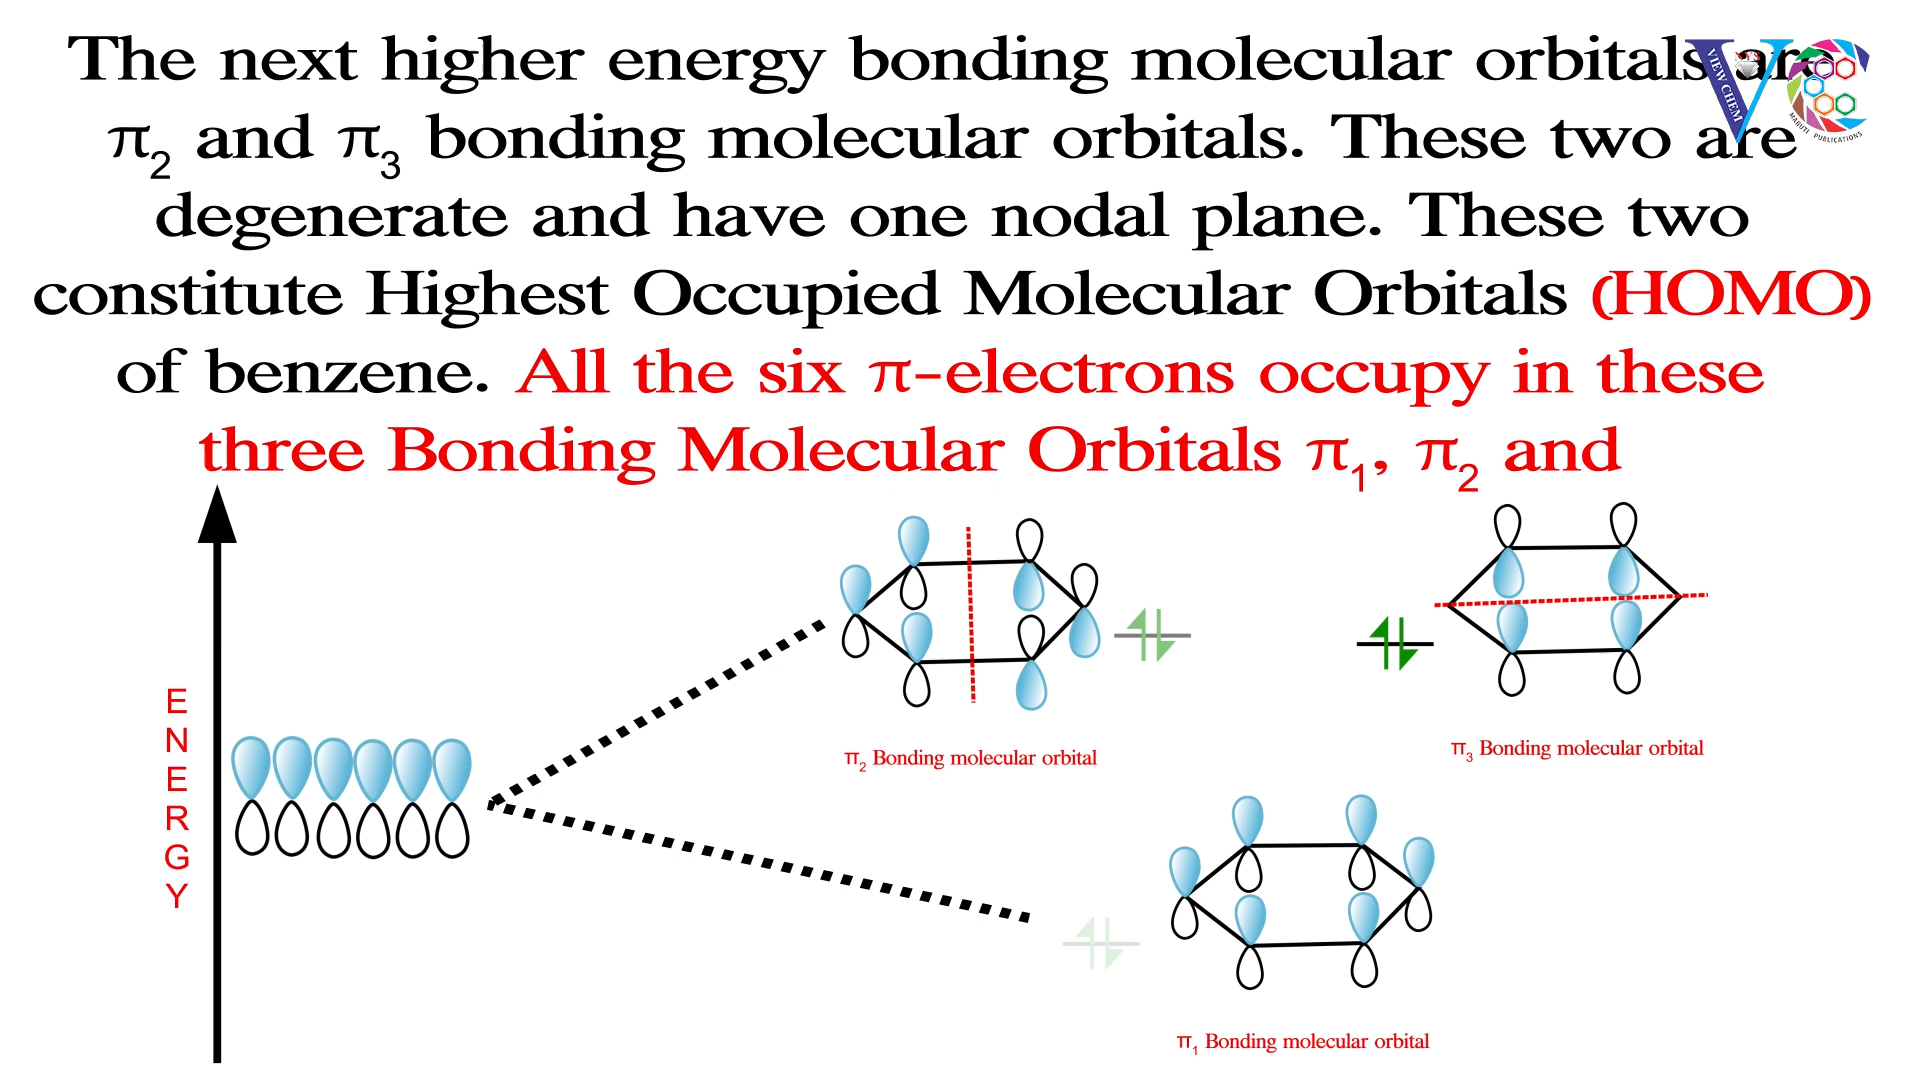 The next higher energy bonding molecular orbitals are
π₂ and π₃ bonding molecular orbitals. These two are
degenerate and have one nodal plane. These two
constitute Highest Occupied Molecular Orbitals (HOMO)
of benzene. All the six π-electrons occupy in these
three Bonding Molecular Orbitals π₁, π₂ and
VIEW CHEM
MARUTI PUBLICATIONS
ENERGY
π₂ Bonding molecular orbital
π₃ Bonding molecular orbital
π₁ Bonding molecular orbital